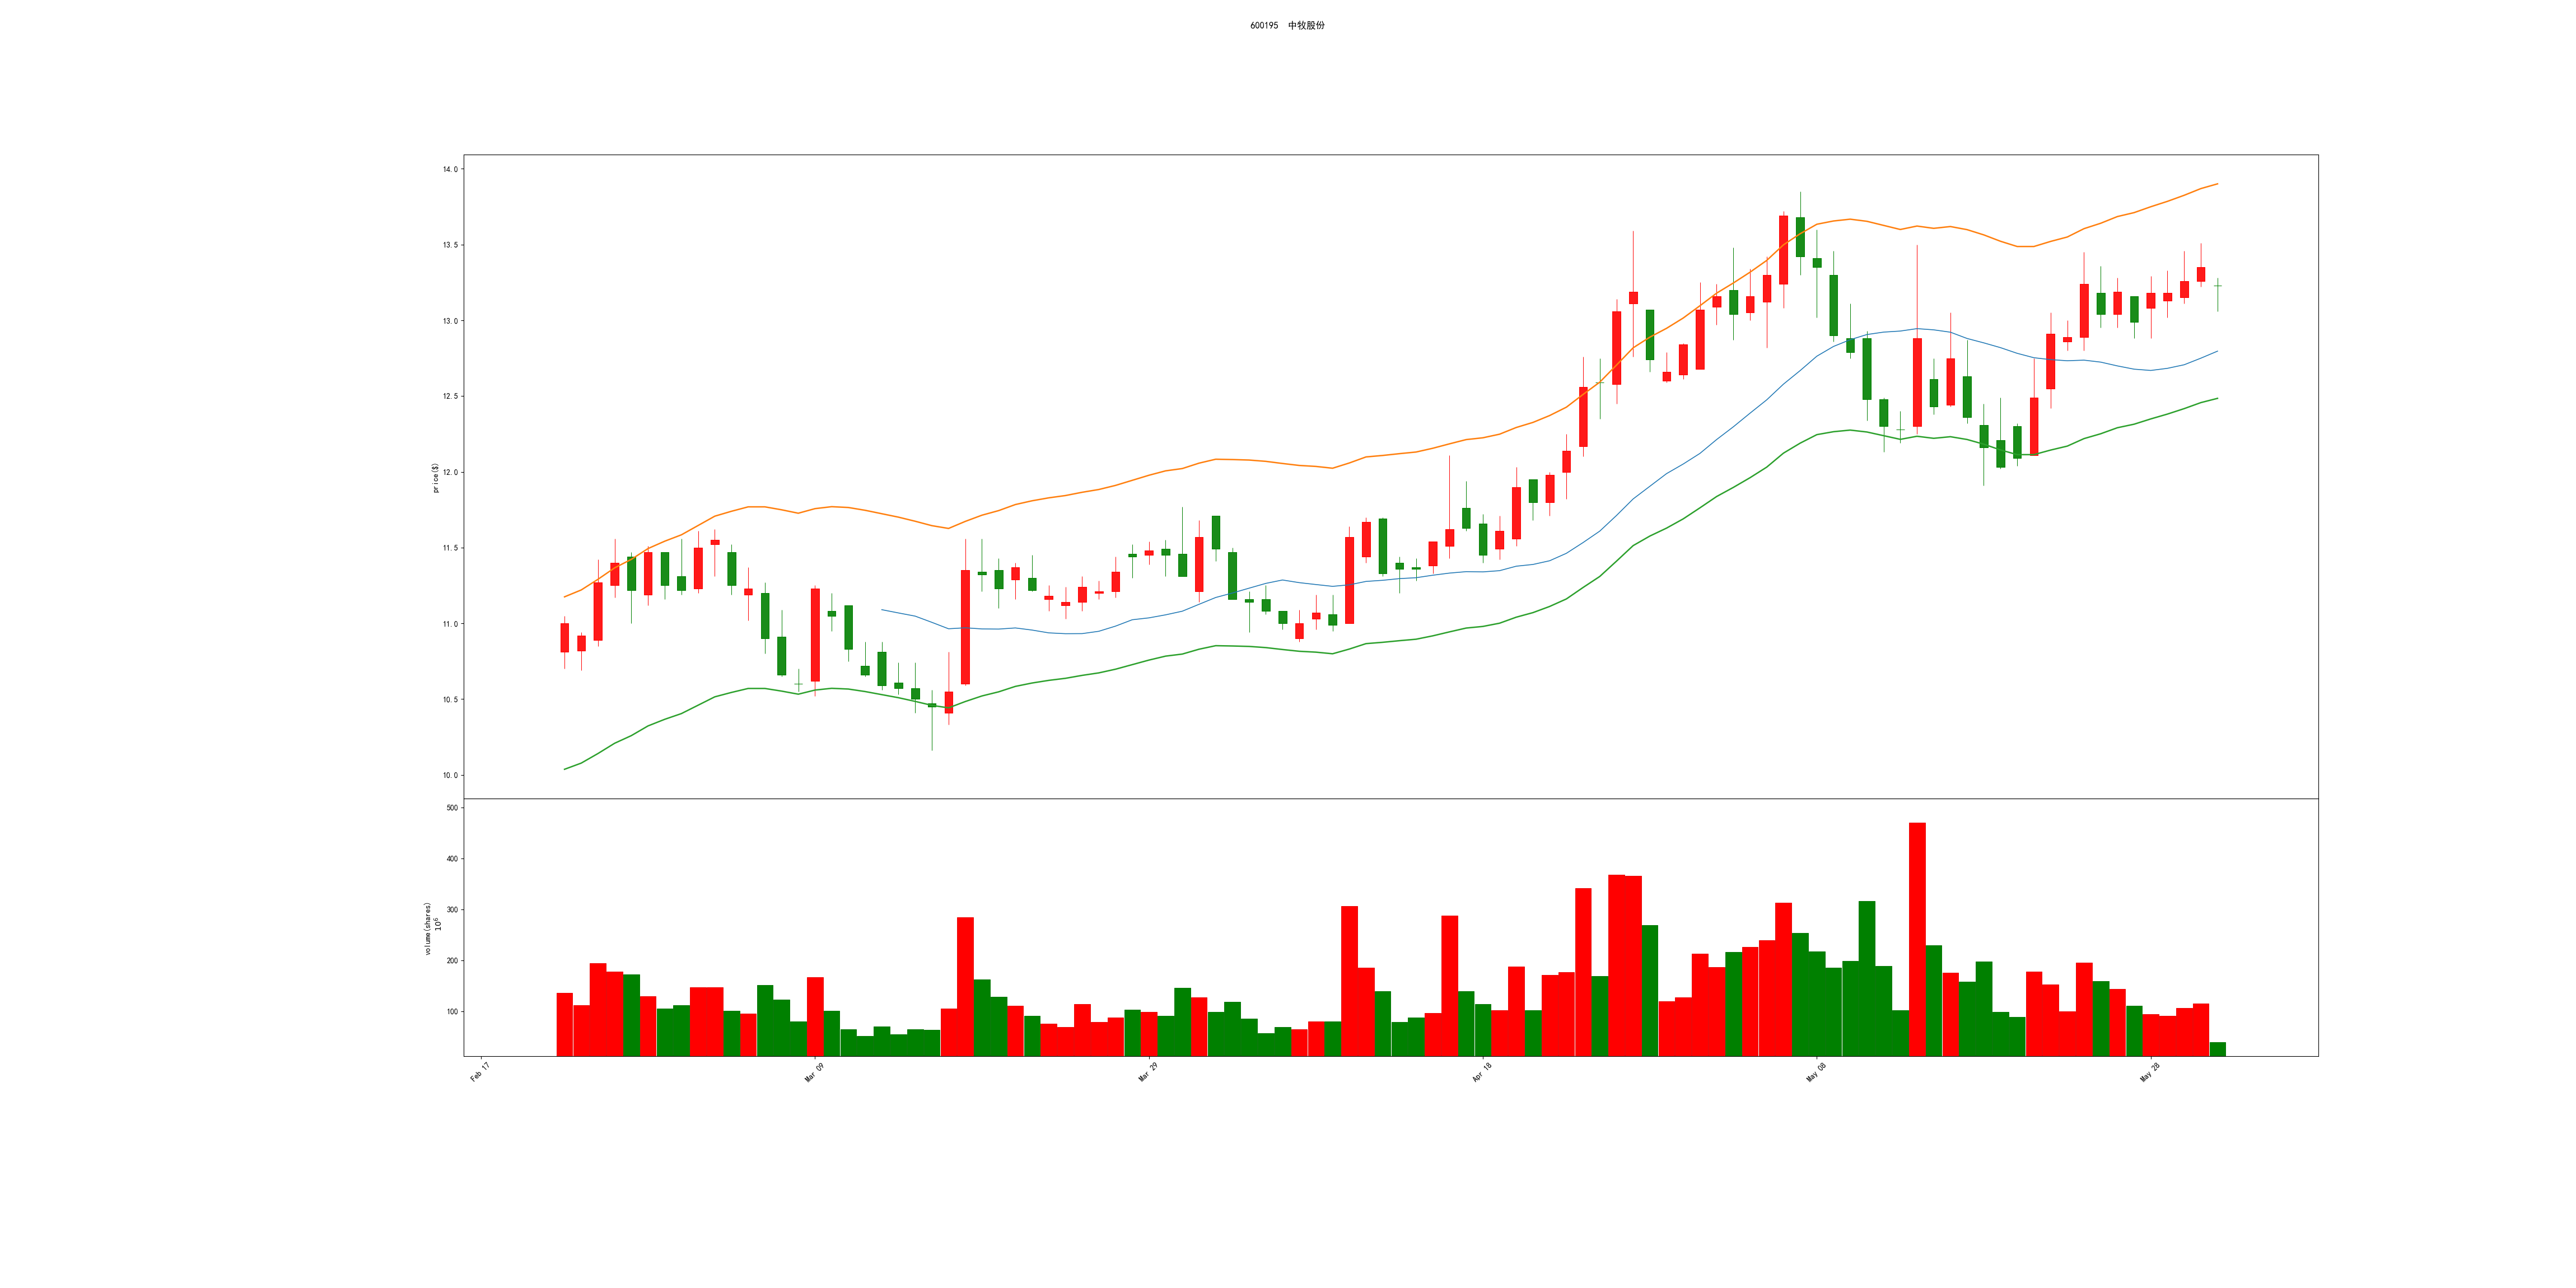 600195 中牧股份
14.0
13.5
13.0
12.5
12.0
11.5
11.0
10.5
10.0
price($)
500
400
300
200
100
volume(shares)
10^6
Feb 17
Mar 09
Mar 29
Apr 18
May 08
May 28